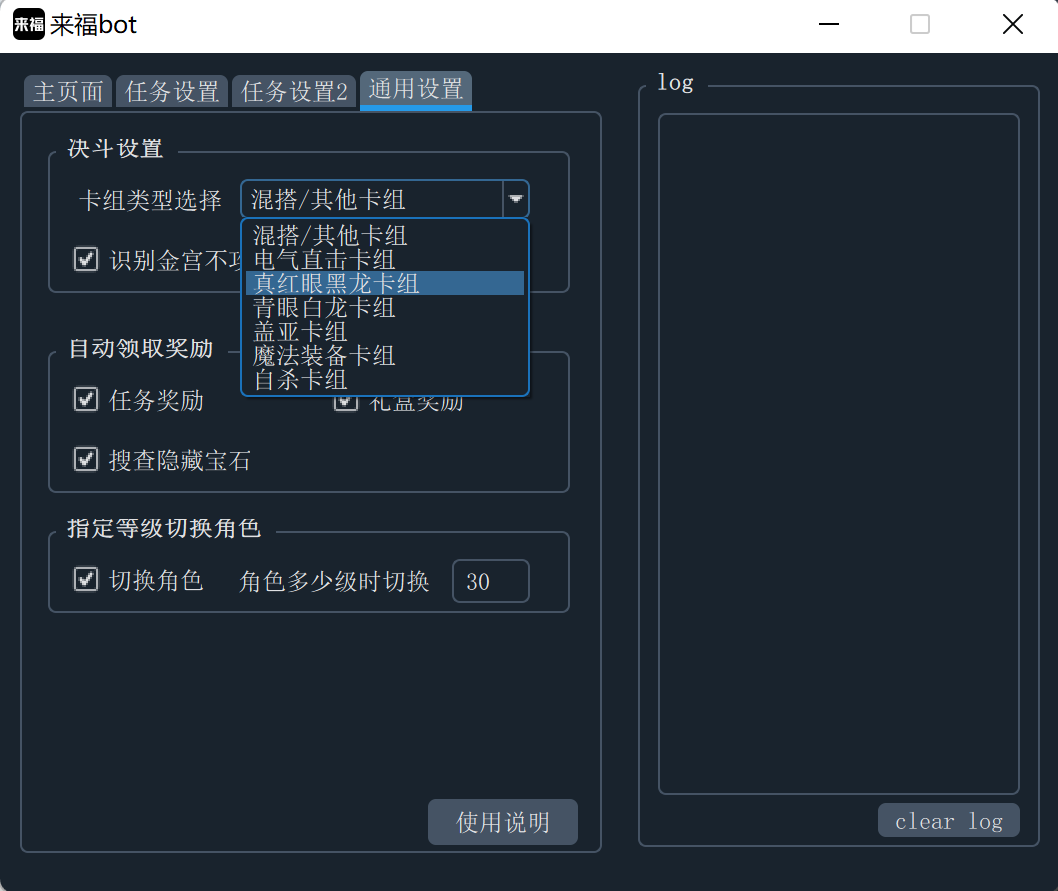 来福 来福bot
主页面 任务设置 任务设置2 通用设置
log
决斗设置
卡组类型选择 混搭/其他卡组
混搭/其他卡组
电气直击卡组
真红眼黑龙卡组
青眼白龙卡组
盖亚卡组
魔法装备卡组
自杀卡组
识别金宫不
自动领取奖励
任务奖励 礼盒奖励
搜查隐藏宝石
指定等级切换角色
切换角色 角色多少级时切换 30
使用说明
clear log